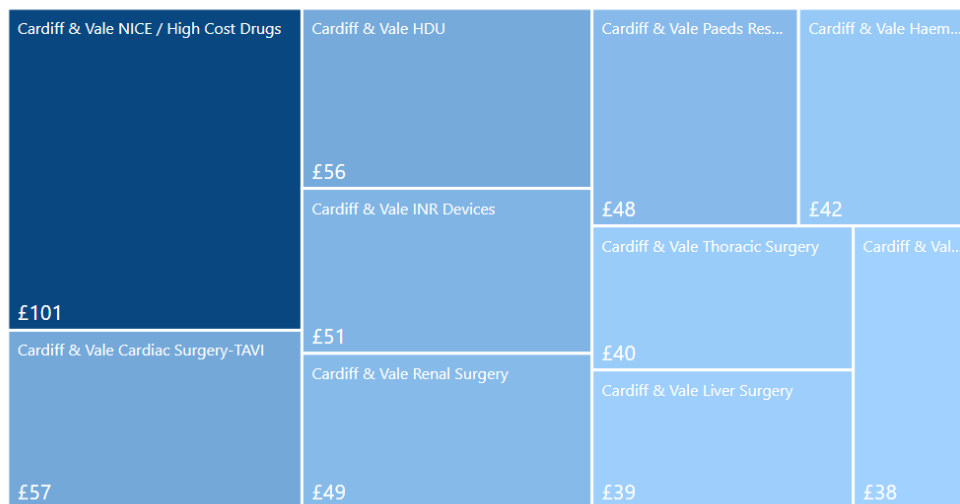 Cardiff & Vale NICE / High Cost Drugs
£101
Cardiff & Vale Cardiac Surgery-TAVI
£57
Cardiff & Vale HDU
£56
Cardiff & Vale INR Devices
£51
Cardiff & Vale Renal Surgery
£49
Cardiff & Vale Paeds Res...
£48
Cardiff & Vale Haem...
£42
Cardiff & Vale Thoracic Surgery
£40
Cardiff & Vale Liver Surgery
£39
Cardiff & Val...
£38